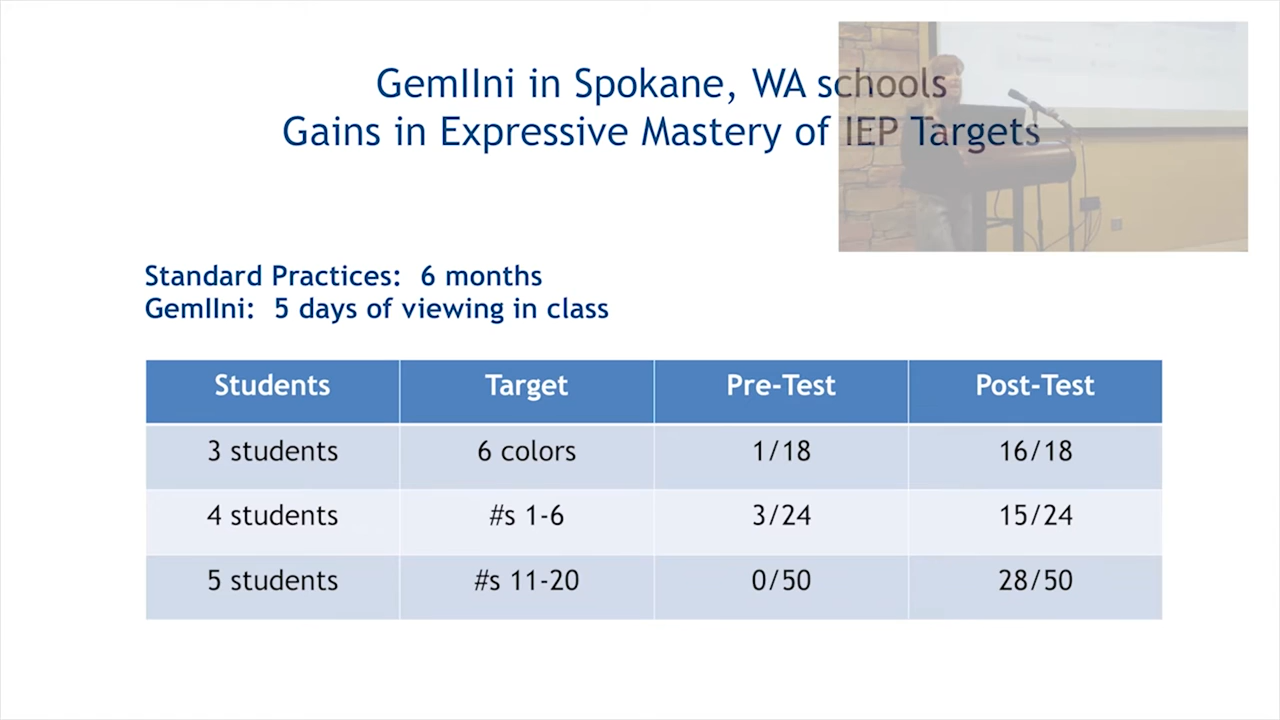 GemIIni in Spokane, WA schools
Gains in Expressive Mastery of IEP Targets
Standard Practices: 6 months
GemIIni: 5 days of viewing in class
Students Target Pre-Test Post-Test
3 students 6 colors 1/18 16/18
4 students #s 1-6 3/24 15/24
5 students #s 11-20 0/50 28/50